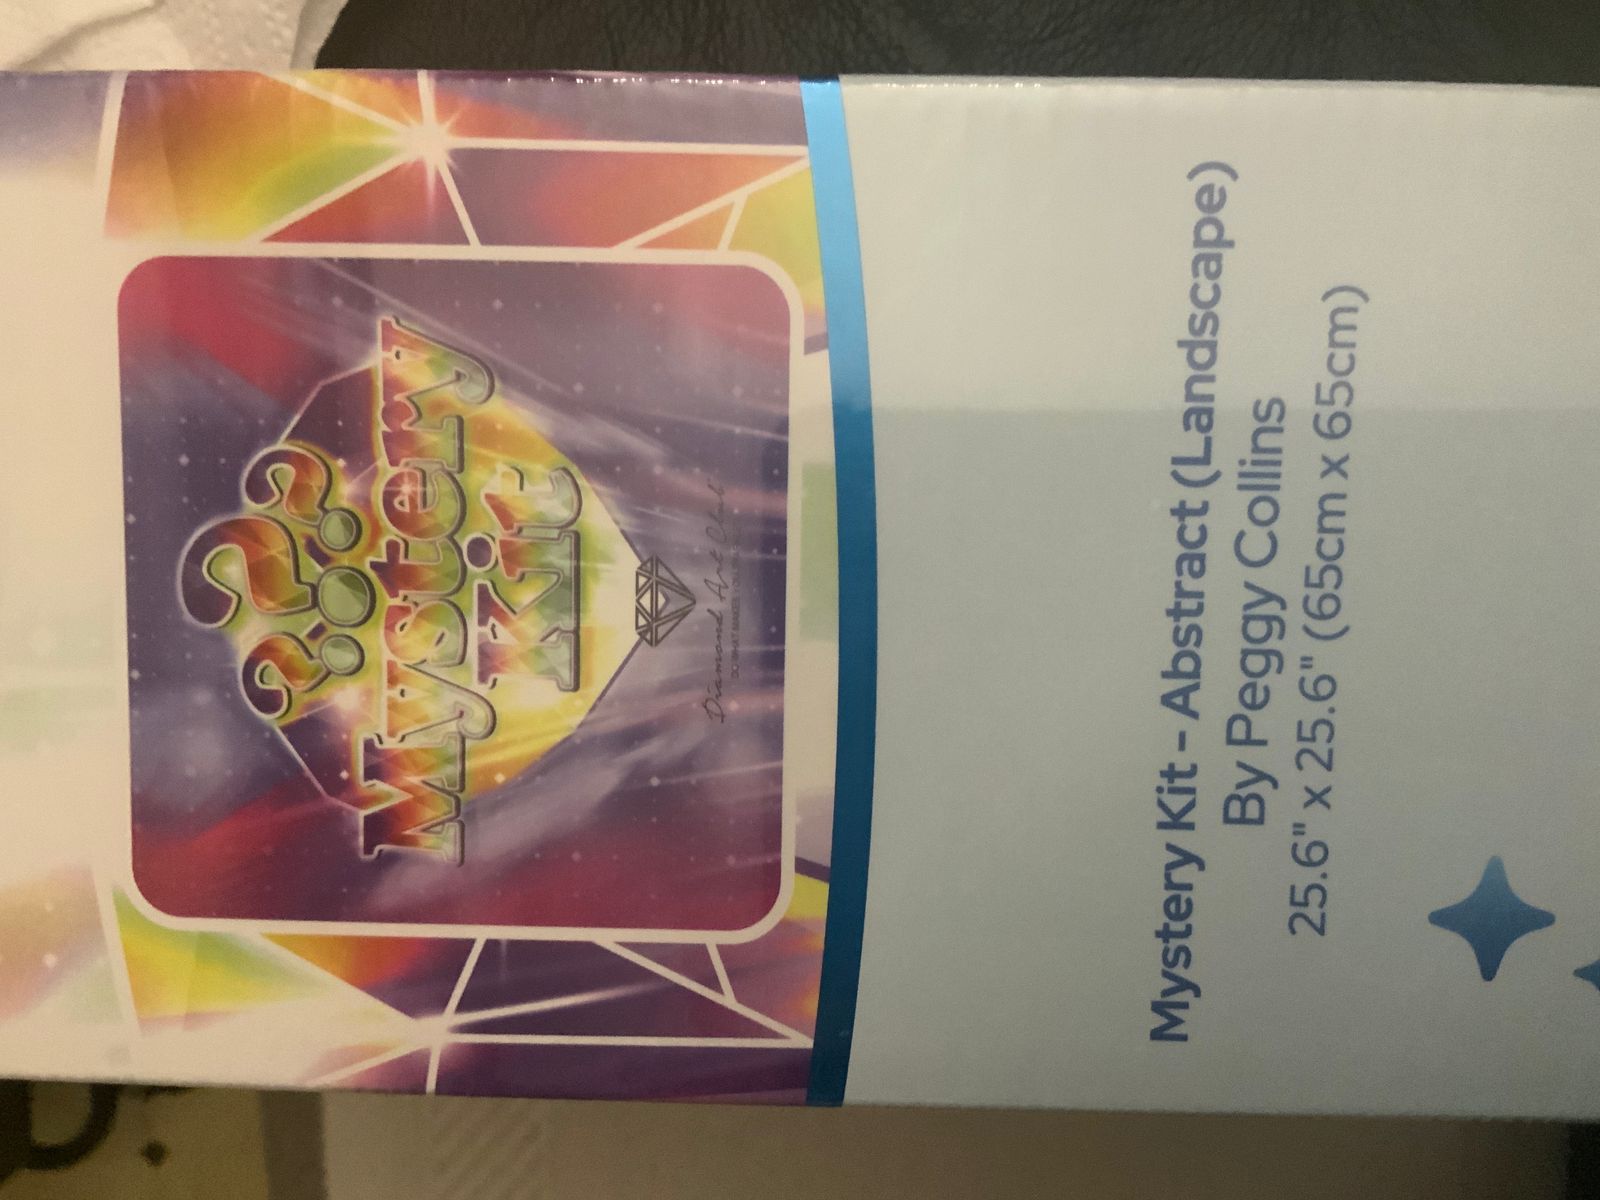 ???
Mystery
Kit
Diamond Art Club
Mystery Kit - Abstract (Landscape)
By Peggy Collins
25.6" x 25.6" (65cm x 65cm)